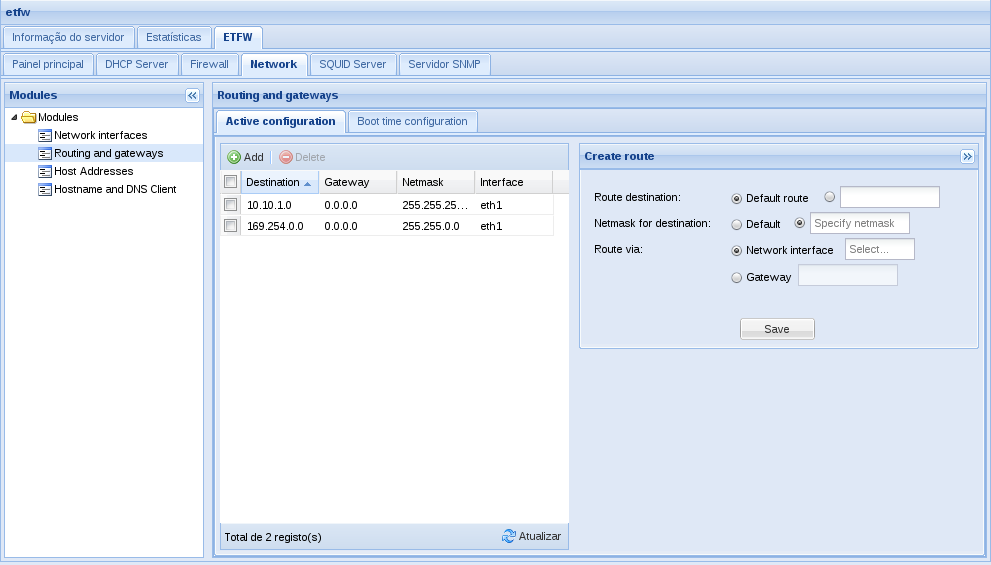 etfw
Informação do servidor Estatísticas ETFW
Painel principal DHCP Server Firewall Network SQUID Server Servidor SNMP
Modules
Modules
Network interfaces
Routing and gateways
Host Addresses
Hostname and DNS Client
Routing and gateways
Active configuration Boot time configuration
Add Delete
Destination Gateway Netmask Interface
10.10.1.0 0.0.0.0 255.255.25... eth1
169.254.0.0 0.0.0.0 255.255.0.0 eth1
Total de 2 registo(s) Atualizar
Create route
Route destination: Default route
Netmask for destination: Default Specify netmask
Route via: Network interface Select...
Gateway
Save